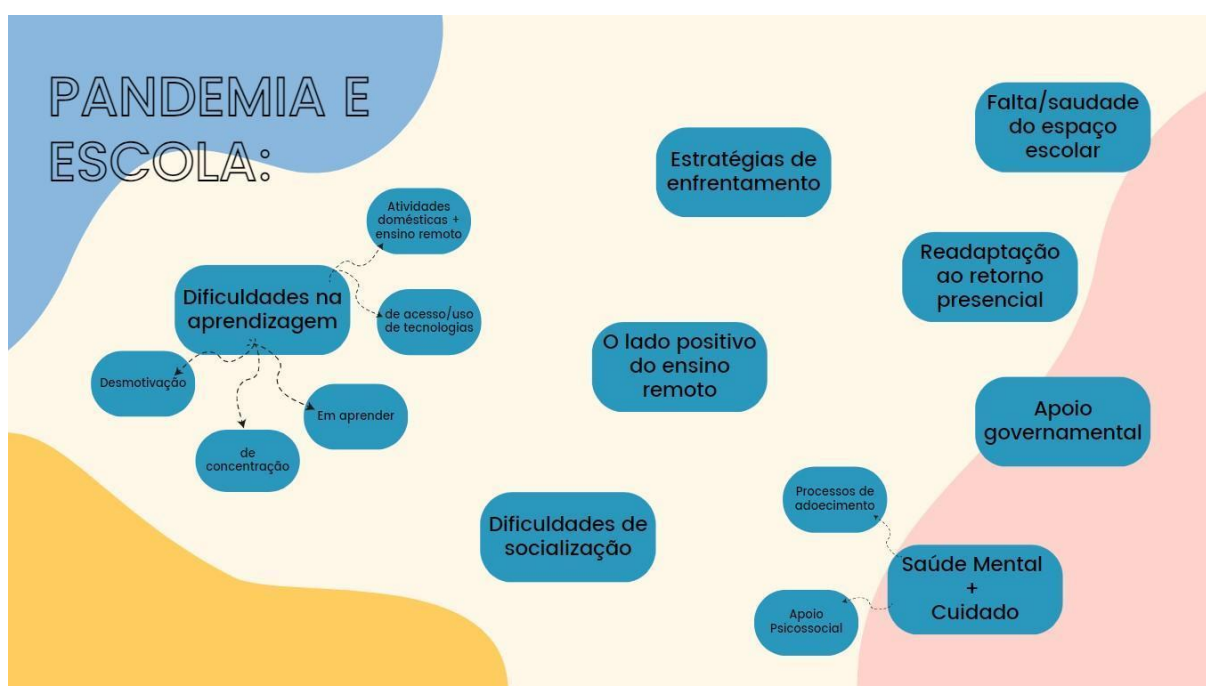 PANDEMIA E
ESCOLA:
Atividades
domésticas +
ensino remoto
Dificuldades na
aprendizagem
de acesso/uso
de tecnologias
Desmotivação
Em aprender
de
concentração
Estratégias de
enfrentamento
Falta/saudade
do espaço
escolar
Readaptação
ao retorno
presencial
O lado positivo
do ensino
remoto
Apoio
governamental
Dificuldades de
socialização
Processos de
adoecimento
Saúde Mental
+
Cuidado
Apoio
Psicossocial